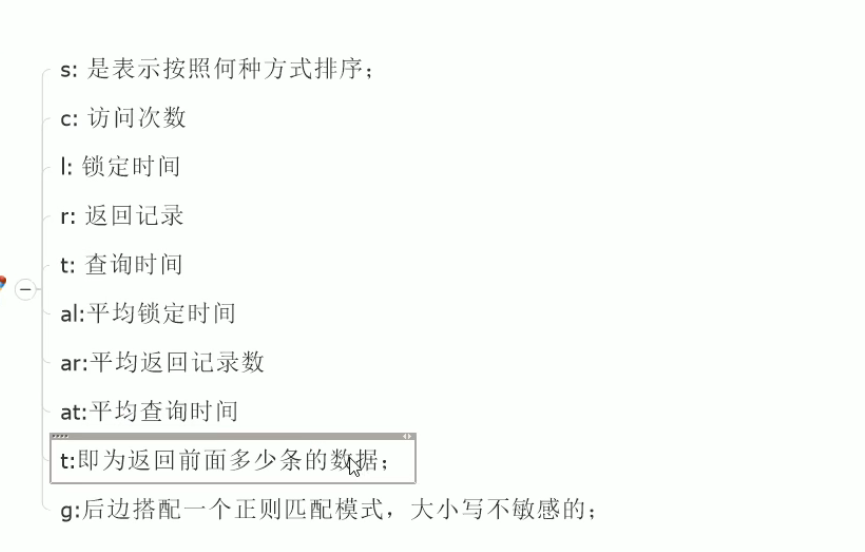 s: 是表示按照何种方式排序；
c: 访问次数
l: 锁定时间
r: 返回记录
t: 查询时间
al:平均锁定时间
ar:平均返回记录数
at:平均查询时间
t:即为返回前面多少条的数据；
g:后边搭配一个正则匹配模式，大小写不敏感的；